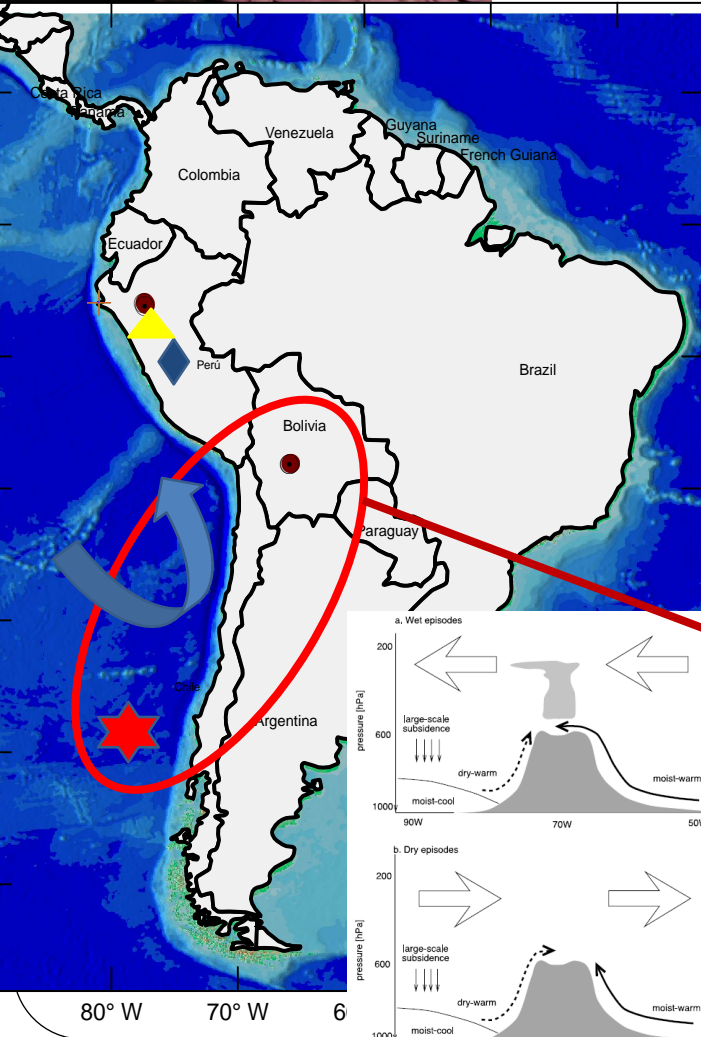 Costa Rica
Panama
Venezuela
Guyana
Suriname
French Guiana
Colombia
Ecuador
Perú
Brazil
Bolivia
Paraguay
Chile
Argentina
80° W
70° W
6
a, Wet episodes
200
600
1000
pressure [hPa]
large-scale
subsidence
dry-warm
moist-cool
moist-warm
90W
70W
50W
b. Dry episodes
200
600
1000
pressure [hPa]
large-scale
subsidence
dry-warm
moist-cool
moist-warm